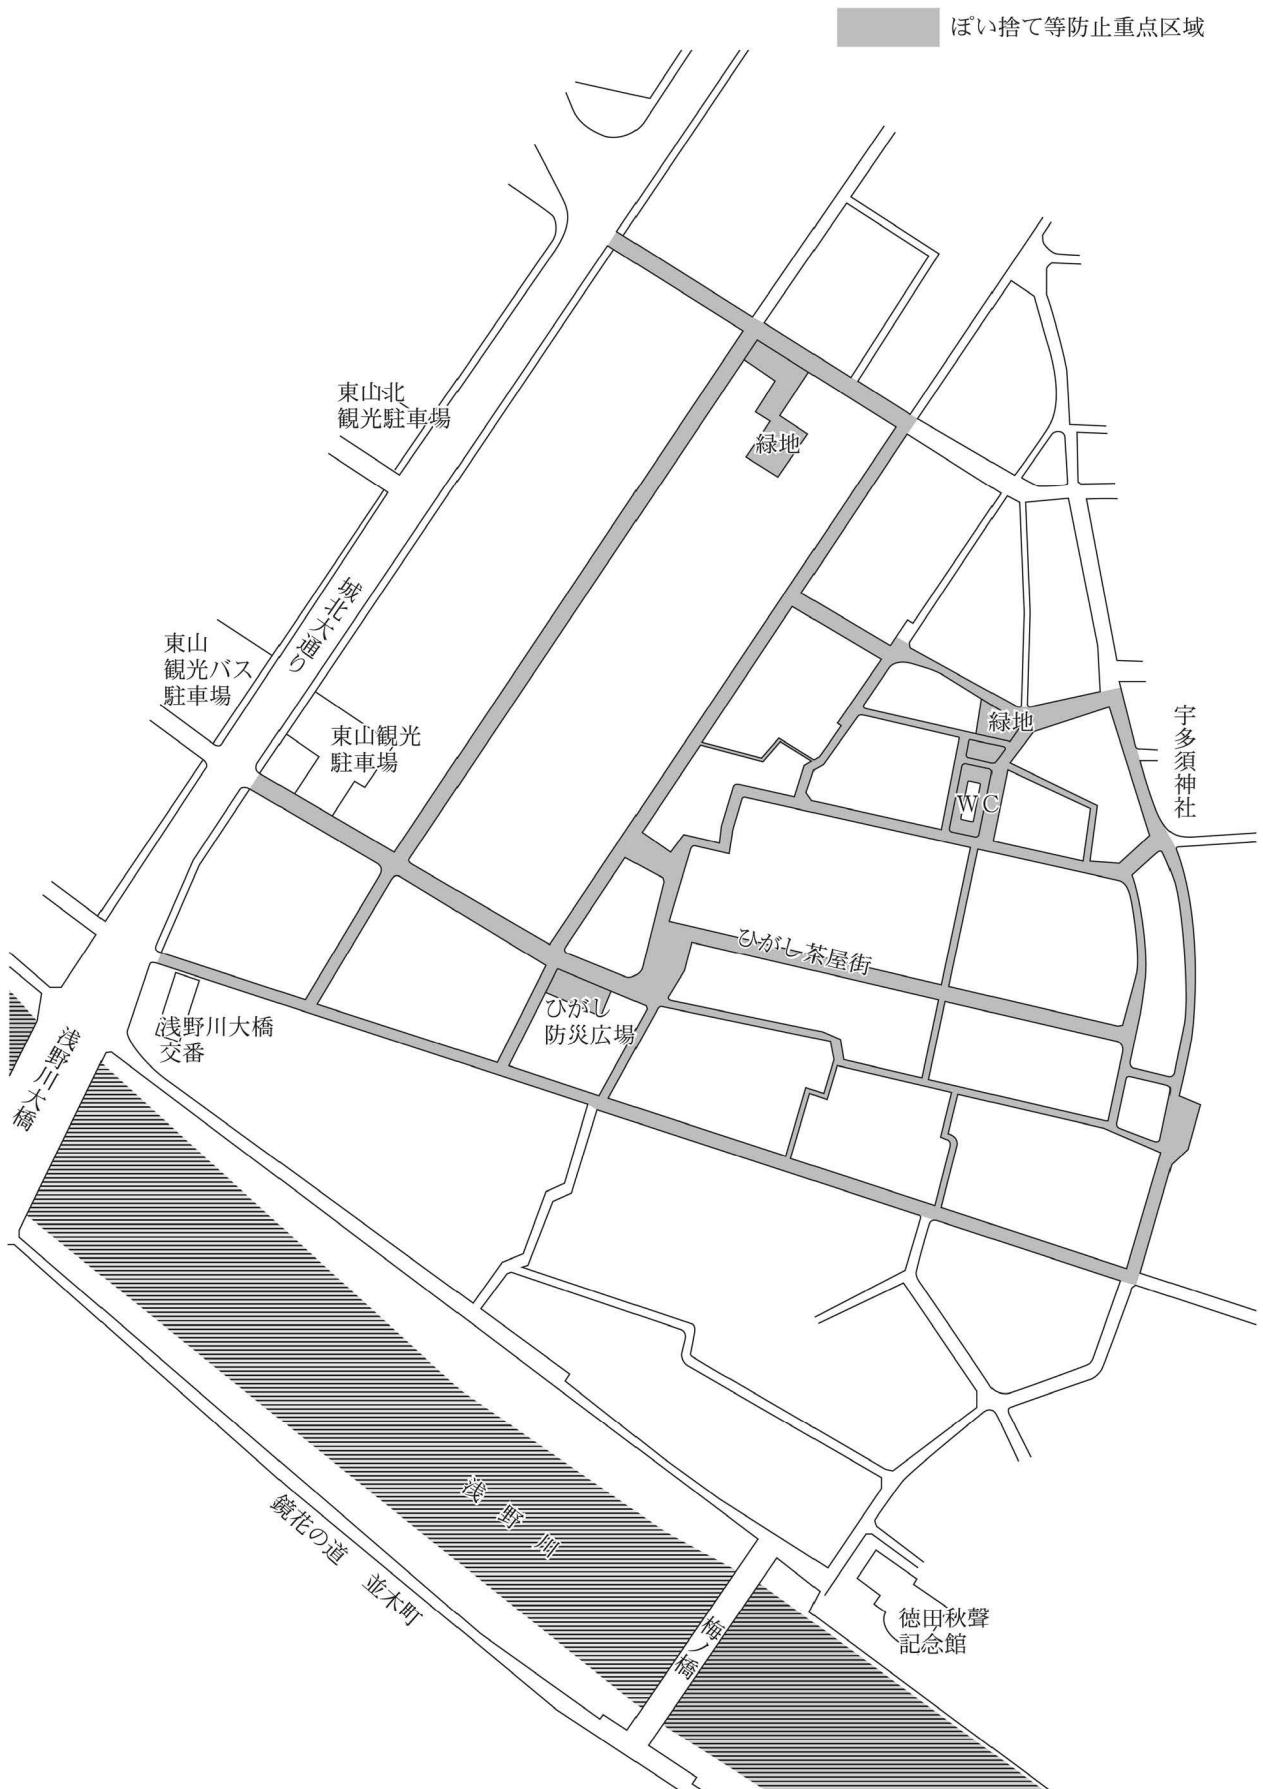 ぽい捨て等防止重点区域
東山北
観光駐車場
緑地
城北大通り
東山
観光バス
駐車場
東山観光
駐車場
緑地
宇多須神社
WC
ひがし茶屋街
ひがし
防災広場
浅野川大橋
交番
浅野川大橋
浅野川
鏡花の道 並木町
梅ノ橋
徳田秋聲
記念館